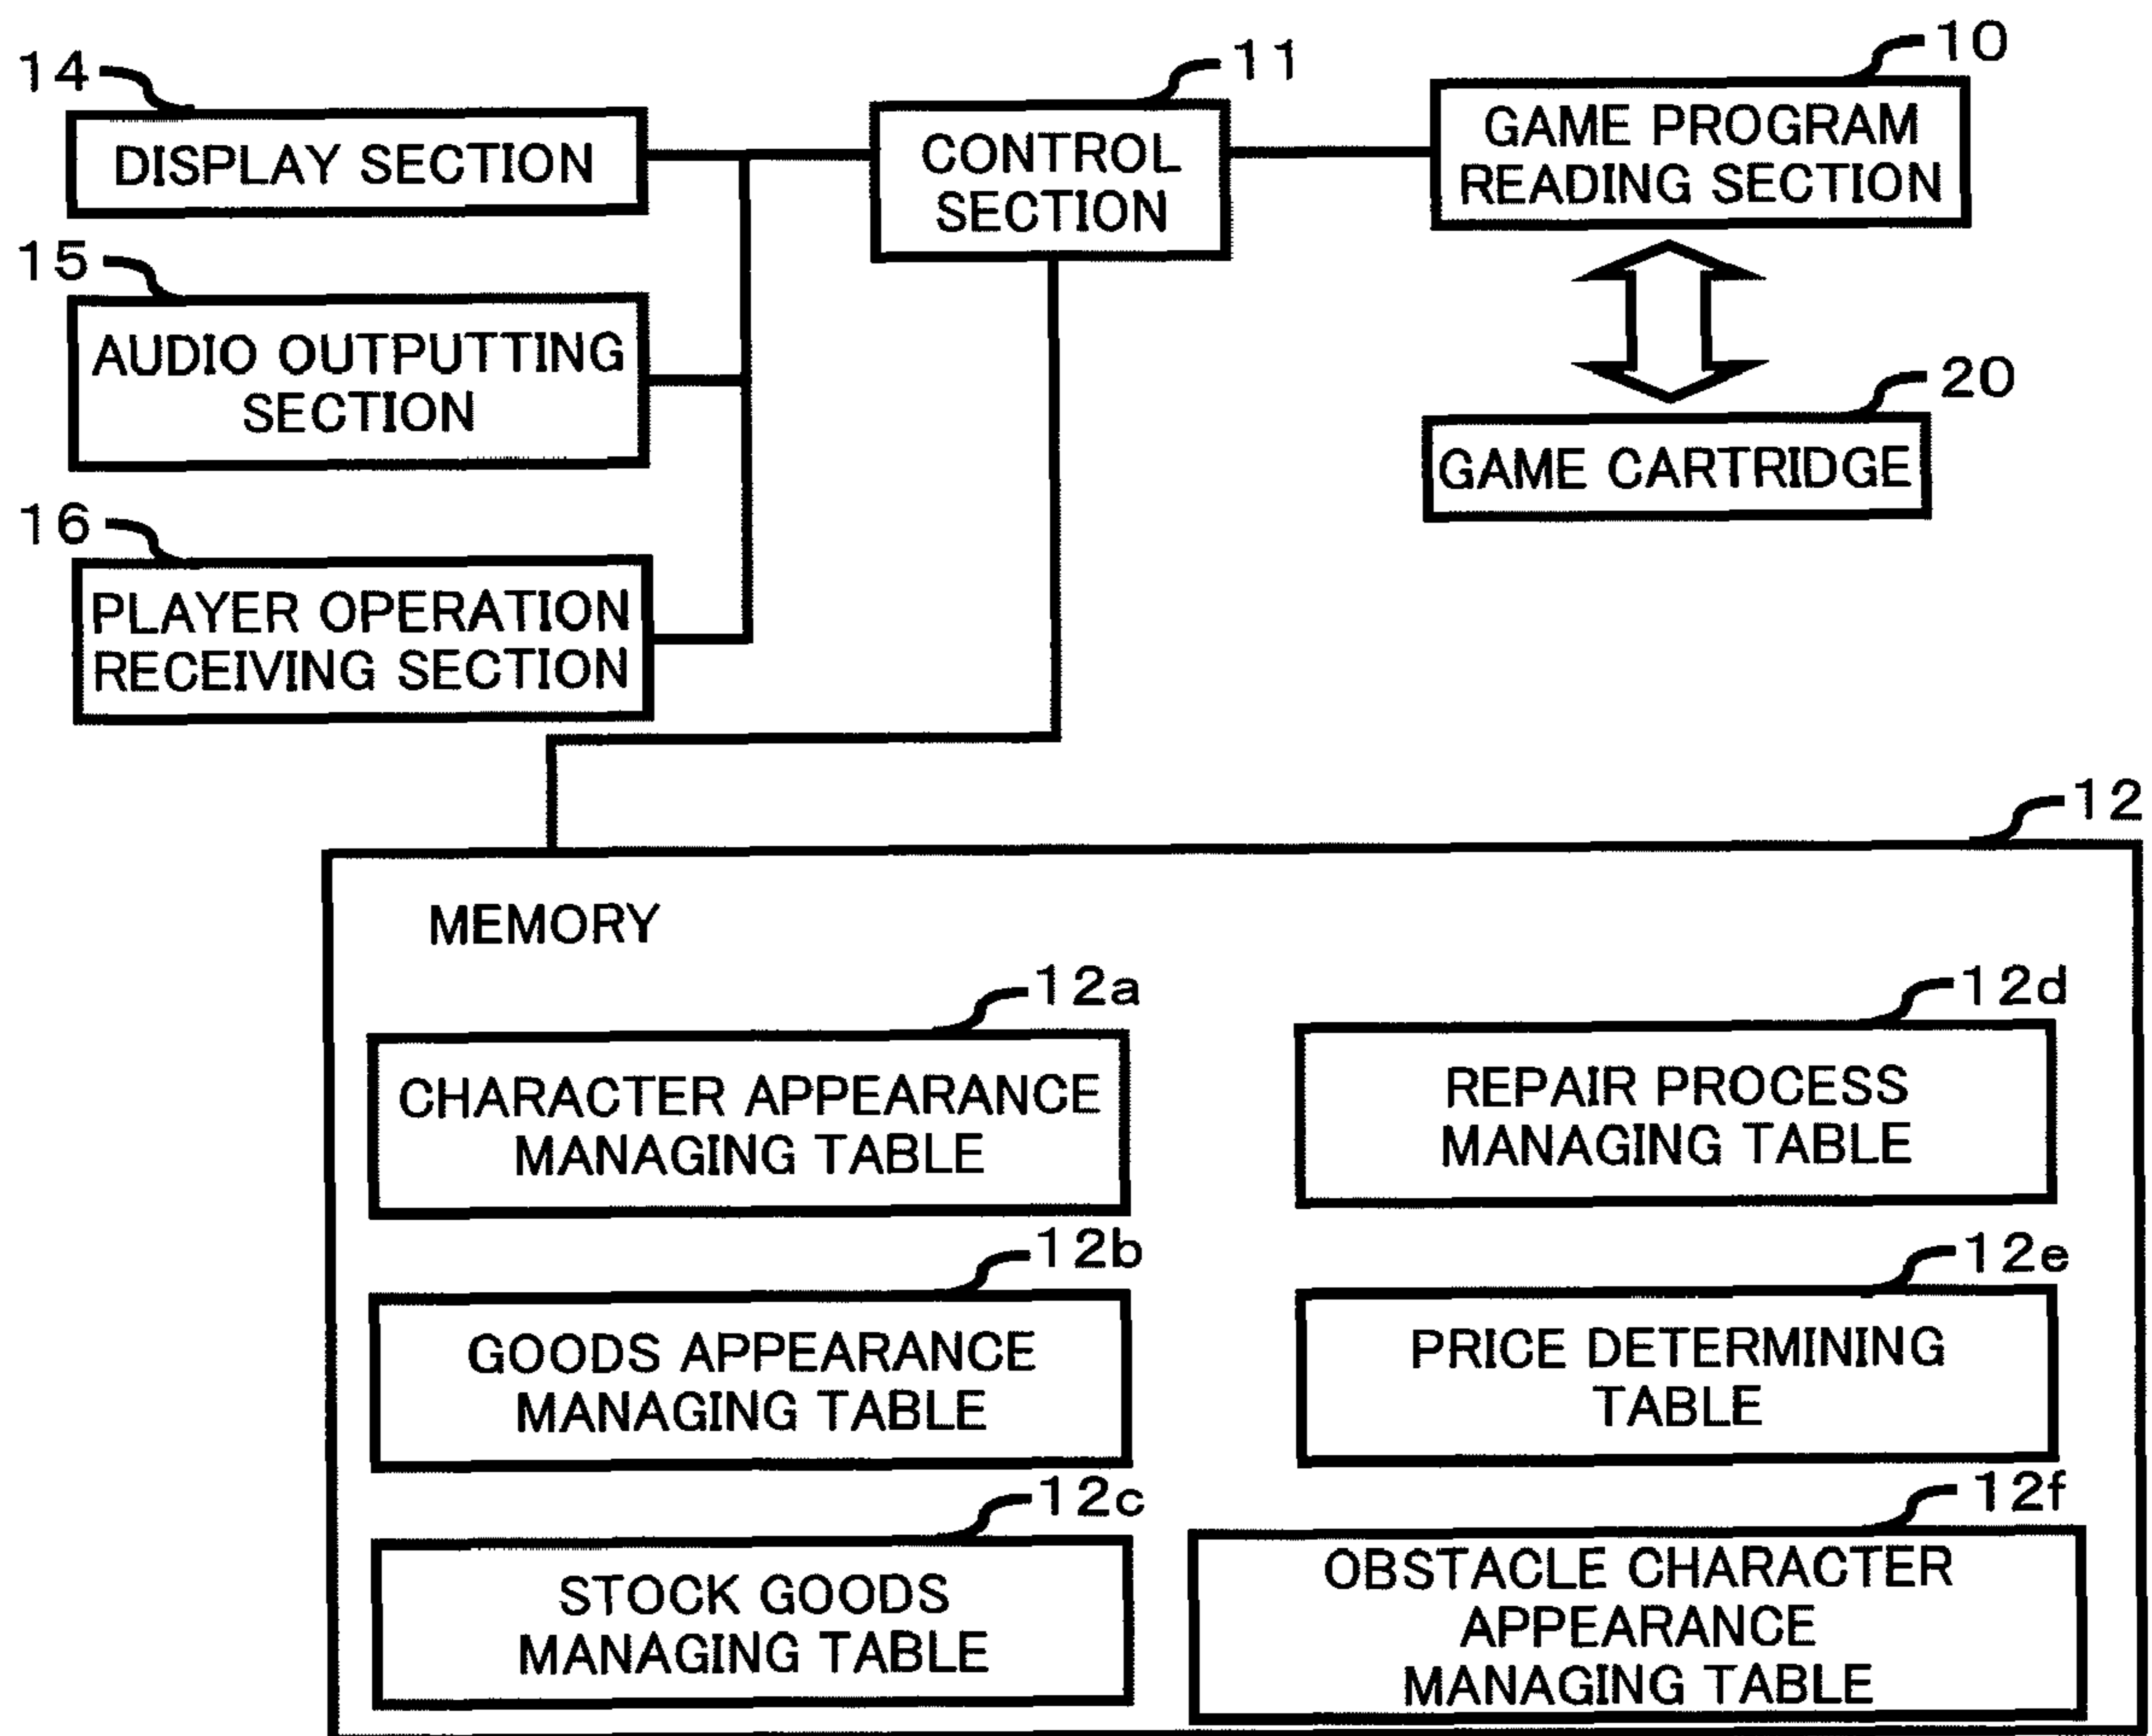 14
DISPLAY SECTION
15
AUDIO OUTPUTTING
SECTION
16
PLAYER OPERATION
RECEIVING SECTION
11
CONTROL
SECTION
10
GAME PROGRAM
READING SECTION
20
GAME CARTRIDGE
12
MEMORY
12a
CHARACTER APPEARANCE
MANAGING TABLE
12b
GOODS APPEARANCE
MANAGING TABLE
12c
STOCK GOODS
MANAGING TABLE
12d
REPAIR PROCESS
MANAGING TABLE
12e
PRICE DETERMINING
TABLE
12f
OBSTACLE CHARACTER
APPEARANCE
MANAGING TABLE